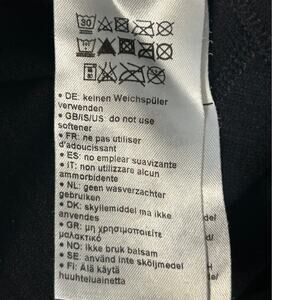 • DE: keinen Weichspüler
verwenden
• GB/IS/US: do not use
softener
• FR: ne pas utiliser
d'adoucissant
• ES: no emplear suavizante
• IT: non utilizzare alcun
ammorbidente
• NL: geen wasverzachter
gebruiken
• DK: skyllemiddel ma ikke
anvendes
• GR: μη χρησιμοποιείτε
μαλακτικό
• NO: ikke bruk balsam
• SE: använd inte sköljmedel
• FI: Älä käytä
huuhteluainetta